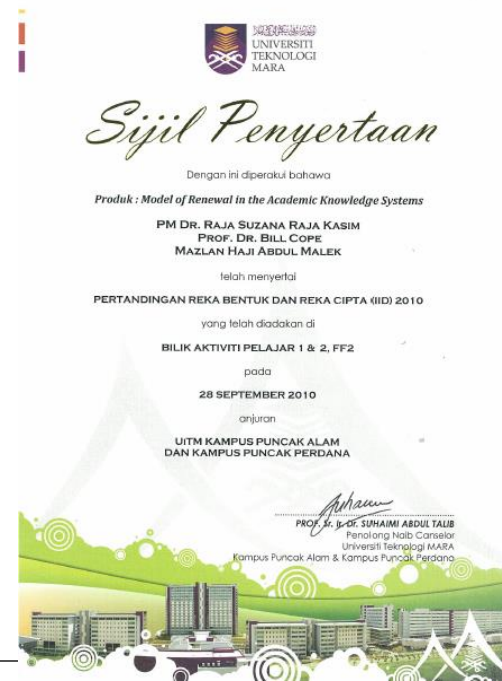 UNIVERSITI
TEKNOLOGI
MARA
Sijil Penyertaan
Dengan ini diperakui bahawa
Produk : Model of Renewal in the Academic Knowledge Systems
PM DR. RAJA SUZANA RAJA KASIM
PROF. DR. BILL COPE
MAZLAN HAJI ABDUL MALEK
telah menyertai
PERTANDINGAN REKA BENTUK DAN REKA CIPTA (IID) 2010
yang telah diadakan di
BILIK AKTIVITI PELAJAR 1 & 2, FF2
pada
28 SEPTEMBER 2010
anjuran
UiTM KAMPUS PUNCAK ALAM
DAN KAMPUS PUNCAK PERDANA
PROF. Sr. Ir. Dr. SUHAIMI ABDUL TALIB
Penolong Naib Canselor
Universiti Teknologi MARA
Kampus Puncak Alam & Kampus Puncak Perdana